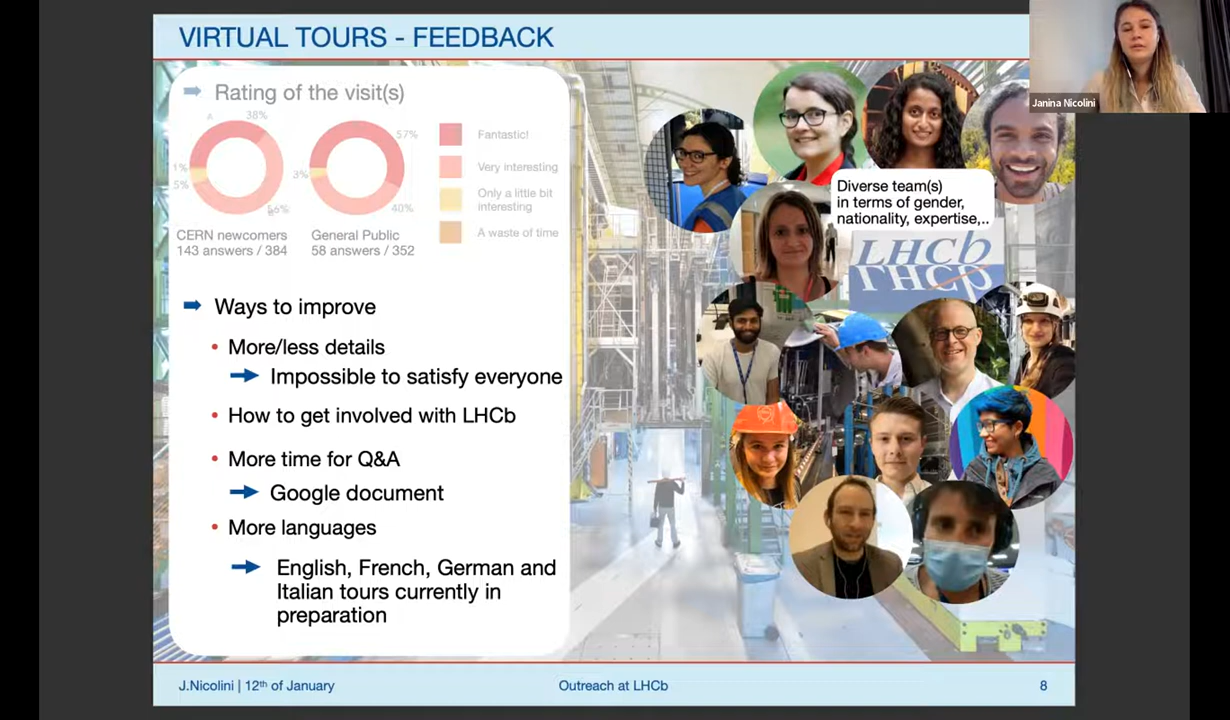 VIRTUAL TOURS - FEEDBACK
Janina Nicolini
Rating of the visit(s)
38%
1%
5%
56%
57%
3%
40%
Fantastic!
Very interesting
Only a little bit
interesting
A waste of time
CERN newcomers
143 answers / 384
General Public
58 answers / 352
Ways to improve
More/less details
Impossible to satisfy everyone
How to get involved with LHCb
More time for Q&A
Google document
More languages
English, French, German and
Italian tours currently in
preparation
Diverse team(s)
in terms of gender,
nationality, expertise,..
LHCb
J.Nicolini | 12th of January
Outreach at LHCb
8